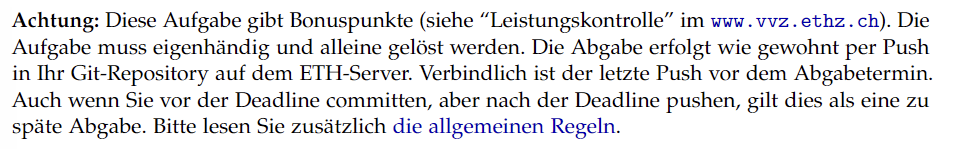 Achtung: Diese Aufgabe gibt Bonuspunkte (siehe “Leistungskontrolle” im www.vvz.ethz.ch). Die
Aufgabe muss eigenhändig und alleine gelöst werden. Die Abgabe erfolgt wie gewohnt per Push
in Ihr Git-Repository auf dem ETH-Server. Verbindlich ist der letzte Push vor dem Abgabetermin.
Auch wenn Sie vor der Deadline committen, aber nach der Deadline pushen, gilt dies als eine zu
späte Abgabe. Bitte lesen Sie zusätzlich die allgemeinen Regeln.